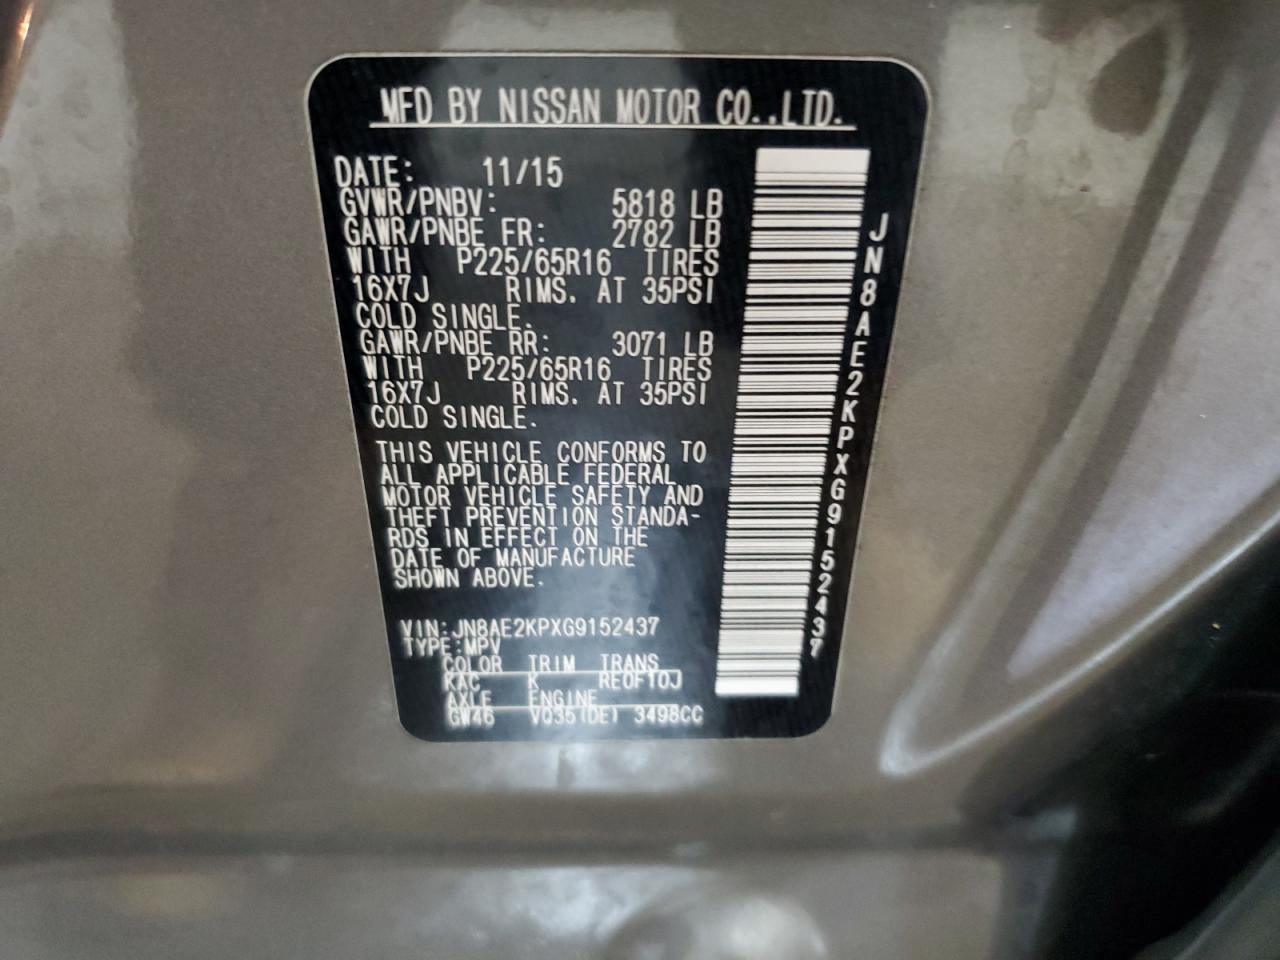 MFD BY NISSAN MOTOR CO.,LTD.
DATE: 11/15
GVWR/PNBV: 5818 LB
GAWR/PNBE FR: 2782 LB
WITH P225/65R16 TIRES
16X7J RIMS. AT 35PSI
COLD SINGLE.
GAWR/PNBE RR: 3071 LB
WITH P225/65R16 TIRES
16X7J RIMS. AT 35PSI
COLD SINGLE.
THIS VEHICLE CONFORMS TO
ALL APPLICABLE FEDERAL
MOTOR VEHICLE SAFETY AND
THEFT PREVENTION STANDA-
RDS IN EFFECT ON THE
DATE OF MANUFACTURE
SHOWN ABOVE.
VIN:JN8AE2KPXG9152437
TYPE:MPV
COLOR TRIM TRANS
KAC K RE0F10J
AXLE ENGINE
GW46 VQ35(DE) 3498CC
JN8AE2KPXG9152437